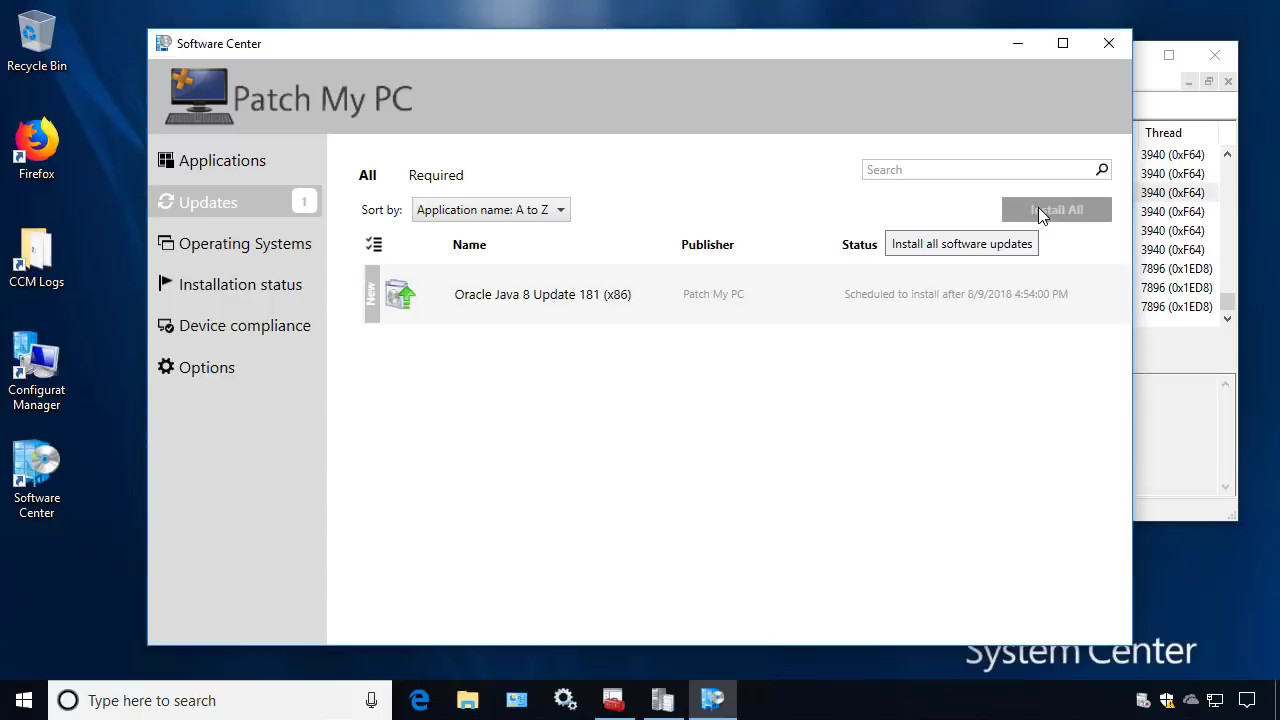 Recycle Bin
Firefox
CCM Logs
Configurat
Manager
Software
Center
Software Center
Patch My PC
Applications
Updates
1
Operating Systems
Installation status
Device compliance
Options
All
Required
Search
Sort by:
Application name: A to Z
Install All
Install all software updates
Name
Publisher
Status
New
Oracle Java 8 Update 181 (x86)
Patch My PC
Scheduled to install after 8/9/2018 4:54:00 PM
Thread
3940 (0xF64)
3940 (0xF64)
3940 (0xF64)
3940 (0xF64)
3940 (0xF64)
3940 (0xF64)
7896 (0x1ED8)
7896 (0x1ED8)
7896 (0x1ED8)
System Center
Type here to search